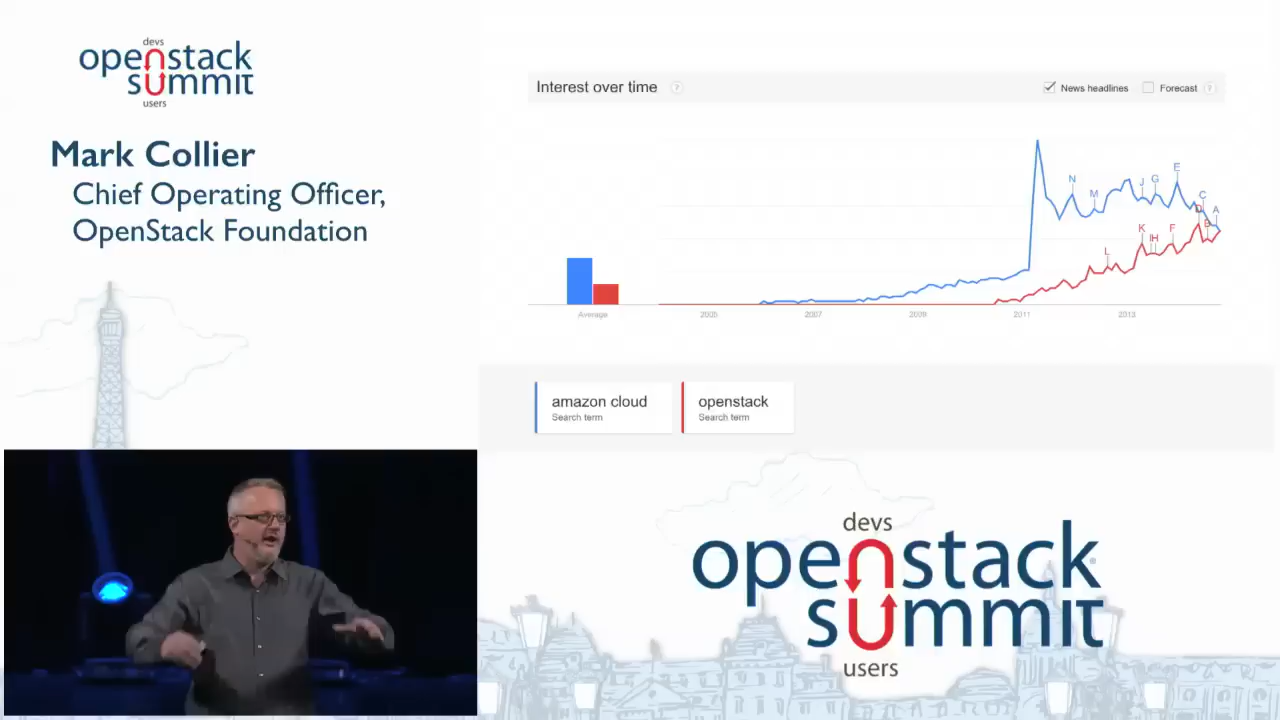 devs
openstack
summit
users
Mark Collier
Chief Operating Officer,
OpenStack Foundation
Interest over time ?
News headlines
Forecast ?
N
M
J
G
E
C
A
D
B
K
I
H
F
L
Average
2005
2007
2009
2011
2013
amazon cloud
Search term
openstack
Search term
devs
openstack
summit
users